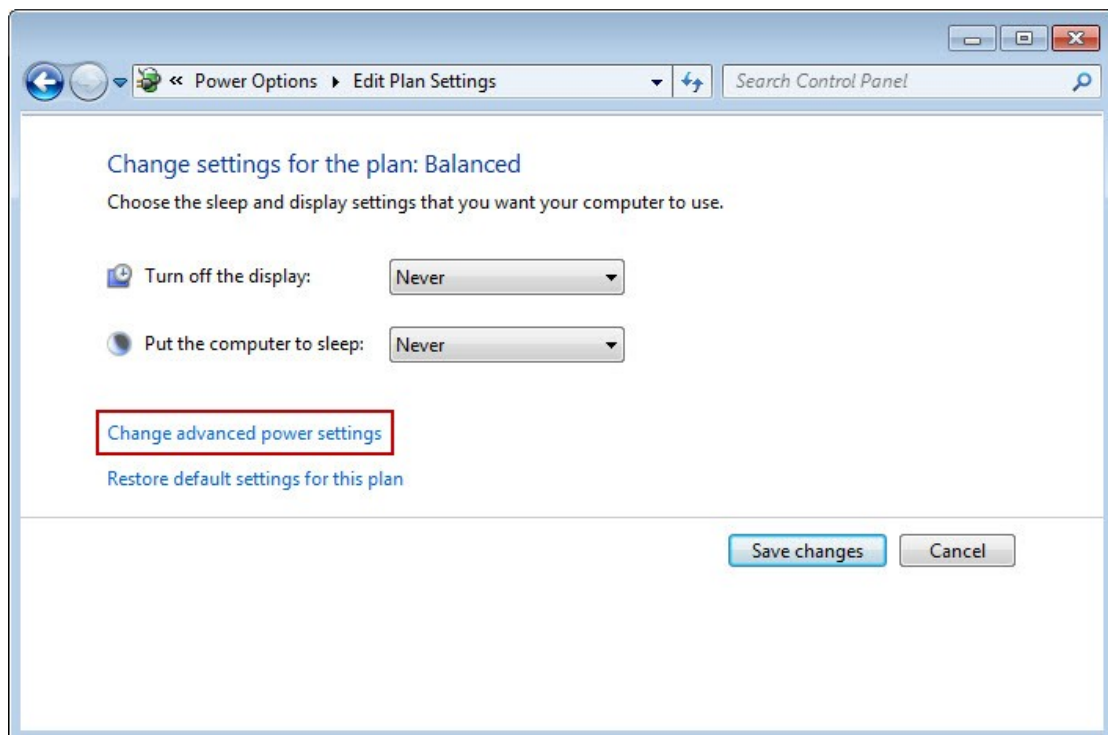 « Power Options ▸ Edit Plan Settings
Search Control Panel
Change settings for the plan: Balanced
Choose the sleep and display settings that you want your computer to use.
Turn off the display: Never
Put the computer to sleep: Never
Change advanced power settings
Restore default settings for this plan
Save changes Cancel